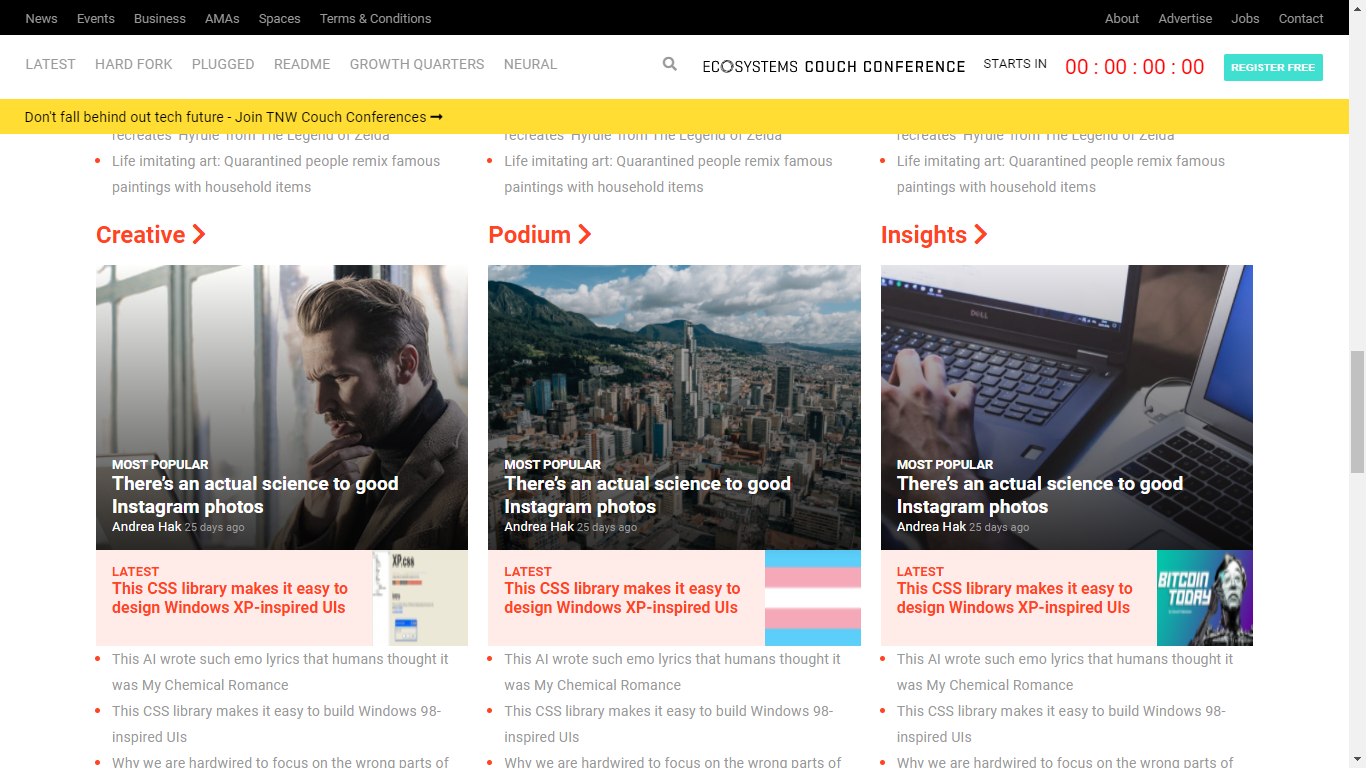 News Events Business AMAs Spaces Terms & Conditions About Advertise Jobs Contact
LATEST HARD FORK PLUGGED README GROWTH QUARTERS NEURAL ECOSYSTEMS COUCH CONFERENCE STARTS IN 00 : 00 : 00 : 00 REGISTER FREE
Don't fall behind out tech future - Join TNW Couch Conferences
recreates 'Hyrule' from The Legend of Zelda
Life imitating art: Quarantined people remix famous
paintings with household items
recreates 'Hyrule' from The Legend of Zelda
Life imitating art: Quarantined people remix famous
paintings with household items
recreates 'Hyrule' from The Legend of Zelda
Life imitating art: Quarantined people remix famous
paintings with household items
Creative
MOST POPULAR
There's an actual science to good
Instagram photos
Andrea Hak 25 days ago
LATEST
This CSS library makes it easy to
design Windows XP-inspired UIs
XP.css
This AI wrote such emo lyrics that humans thought it
was My Chemical Romance
This CSS library makes it easy to build Windows 98-
inspired UIs
Why we are hardwired to focus on the wrong parts of
Podium
MOST POPULAR
There's an actual science to good
Instagram photos
Andrea Hak 25 days ago
LATEST
This CSS library makes it easy to
design Windows XP-inspired UIs
This AI wrote such emo lyrics that humans thought it
was My Chemical Romance
This CSS library makes it easy to build Windows 98-
inspired UIs
Why we are hardwired to focus on the wrong parts of
Insights
DELL
MOST POPULAR
There's an actual science to good
Instagram photos
Andrea Hak 25 days ago
LATEST
This CSS library makes it easy to
design Windows XP-inspired UIs
BITCOIN
TODAY
This AI wrote such emo lyrics that humans thought it
was My Chemical Romance
This CSS library makes it easy to build Windows 98-
inspired UIs
Why we are hardwired to focus on the wrong parts of